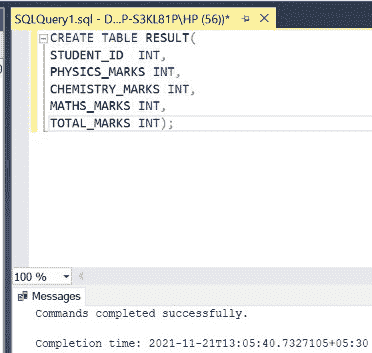 SQLQuery1.sql - D...P-S3KL81P\HP (56))*
CREATE TABLE RESULT(
STUDENT_ID  INT,
PHYSICS_MARKS INT,
CHEMISTRY_MARKS INT,
MATHS_MARKS INT,
TOTAL_MARKS INT);
100 %
Messages
Commands completed successfully.
Completion time: 2021-11-21T13:05:40.7327105+05:30